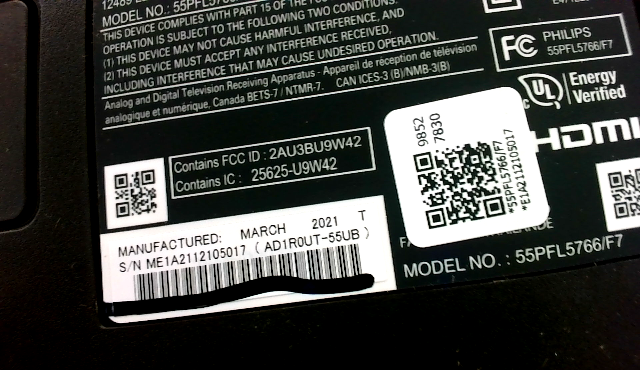 MODEL NO.: 55PFL5766
THIS DEVICE COMPLIES WITH PART 15 OF THE FCC
OPERATION IS SUBJECT TO THE FOLLOWING TWO CONDITIONS.
(1) THIS DEVICE MAY NOT CAUSE HARMFUL INTERFERENCE, AND
(2) THIS DEVICE MUST ACCEPT ANY INTERFERENCE RECEIVED,
INCLUDING INTERFERENCE THAT MAY CAUSE UNDESIRED OPERATION.
Analog and Digital Television Receiving Apparatus - Appareil de réception de télévision
analogique et numérique, Canada BETS-7 / NTMR-7. CAN ICES-3 (B)/NMB-3(B)
FC PHILIPS
55PFL5766/F7
UL Energy
Verified
HDMI
Contains FCC ID : 2AU3BU9W42
Contains IC : 25625-U9W42
9852
7830
*55PFL5766/F7
*E1A2112105017
MANUFACTURED: MARCH 2021 T
S/N ME1A2112105017 ( AD1R0UT-55UB )
MODEL NO. : 55PFL5766/F7